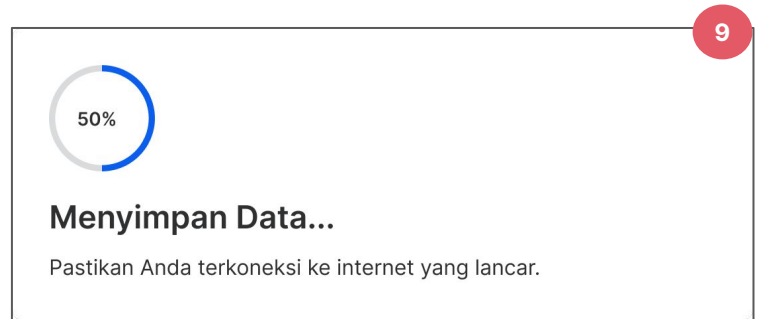 9
50%
Menyimpan Data...
Pastikan Anda terkoneksi ke internet yang lancar.